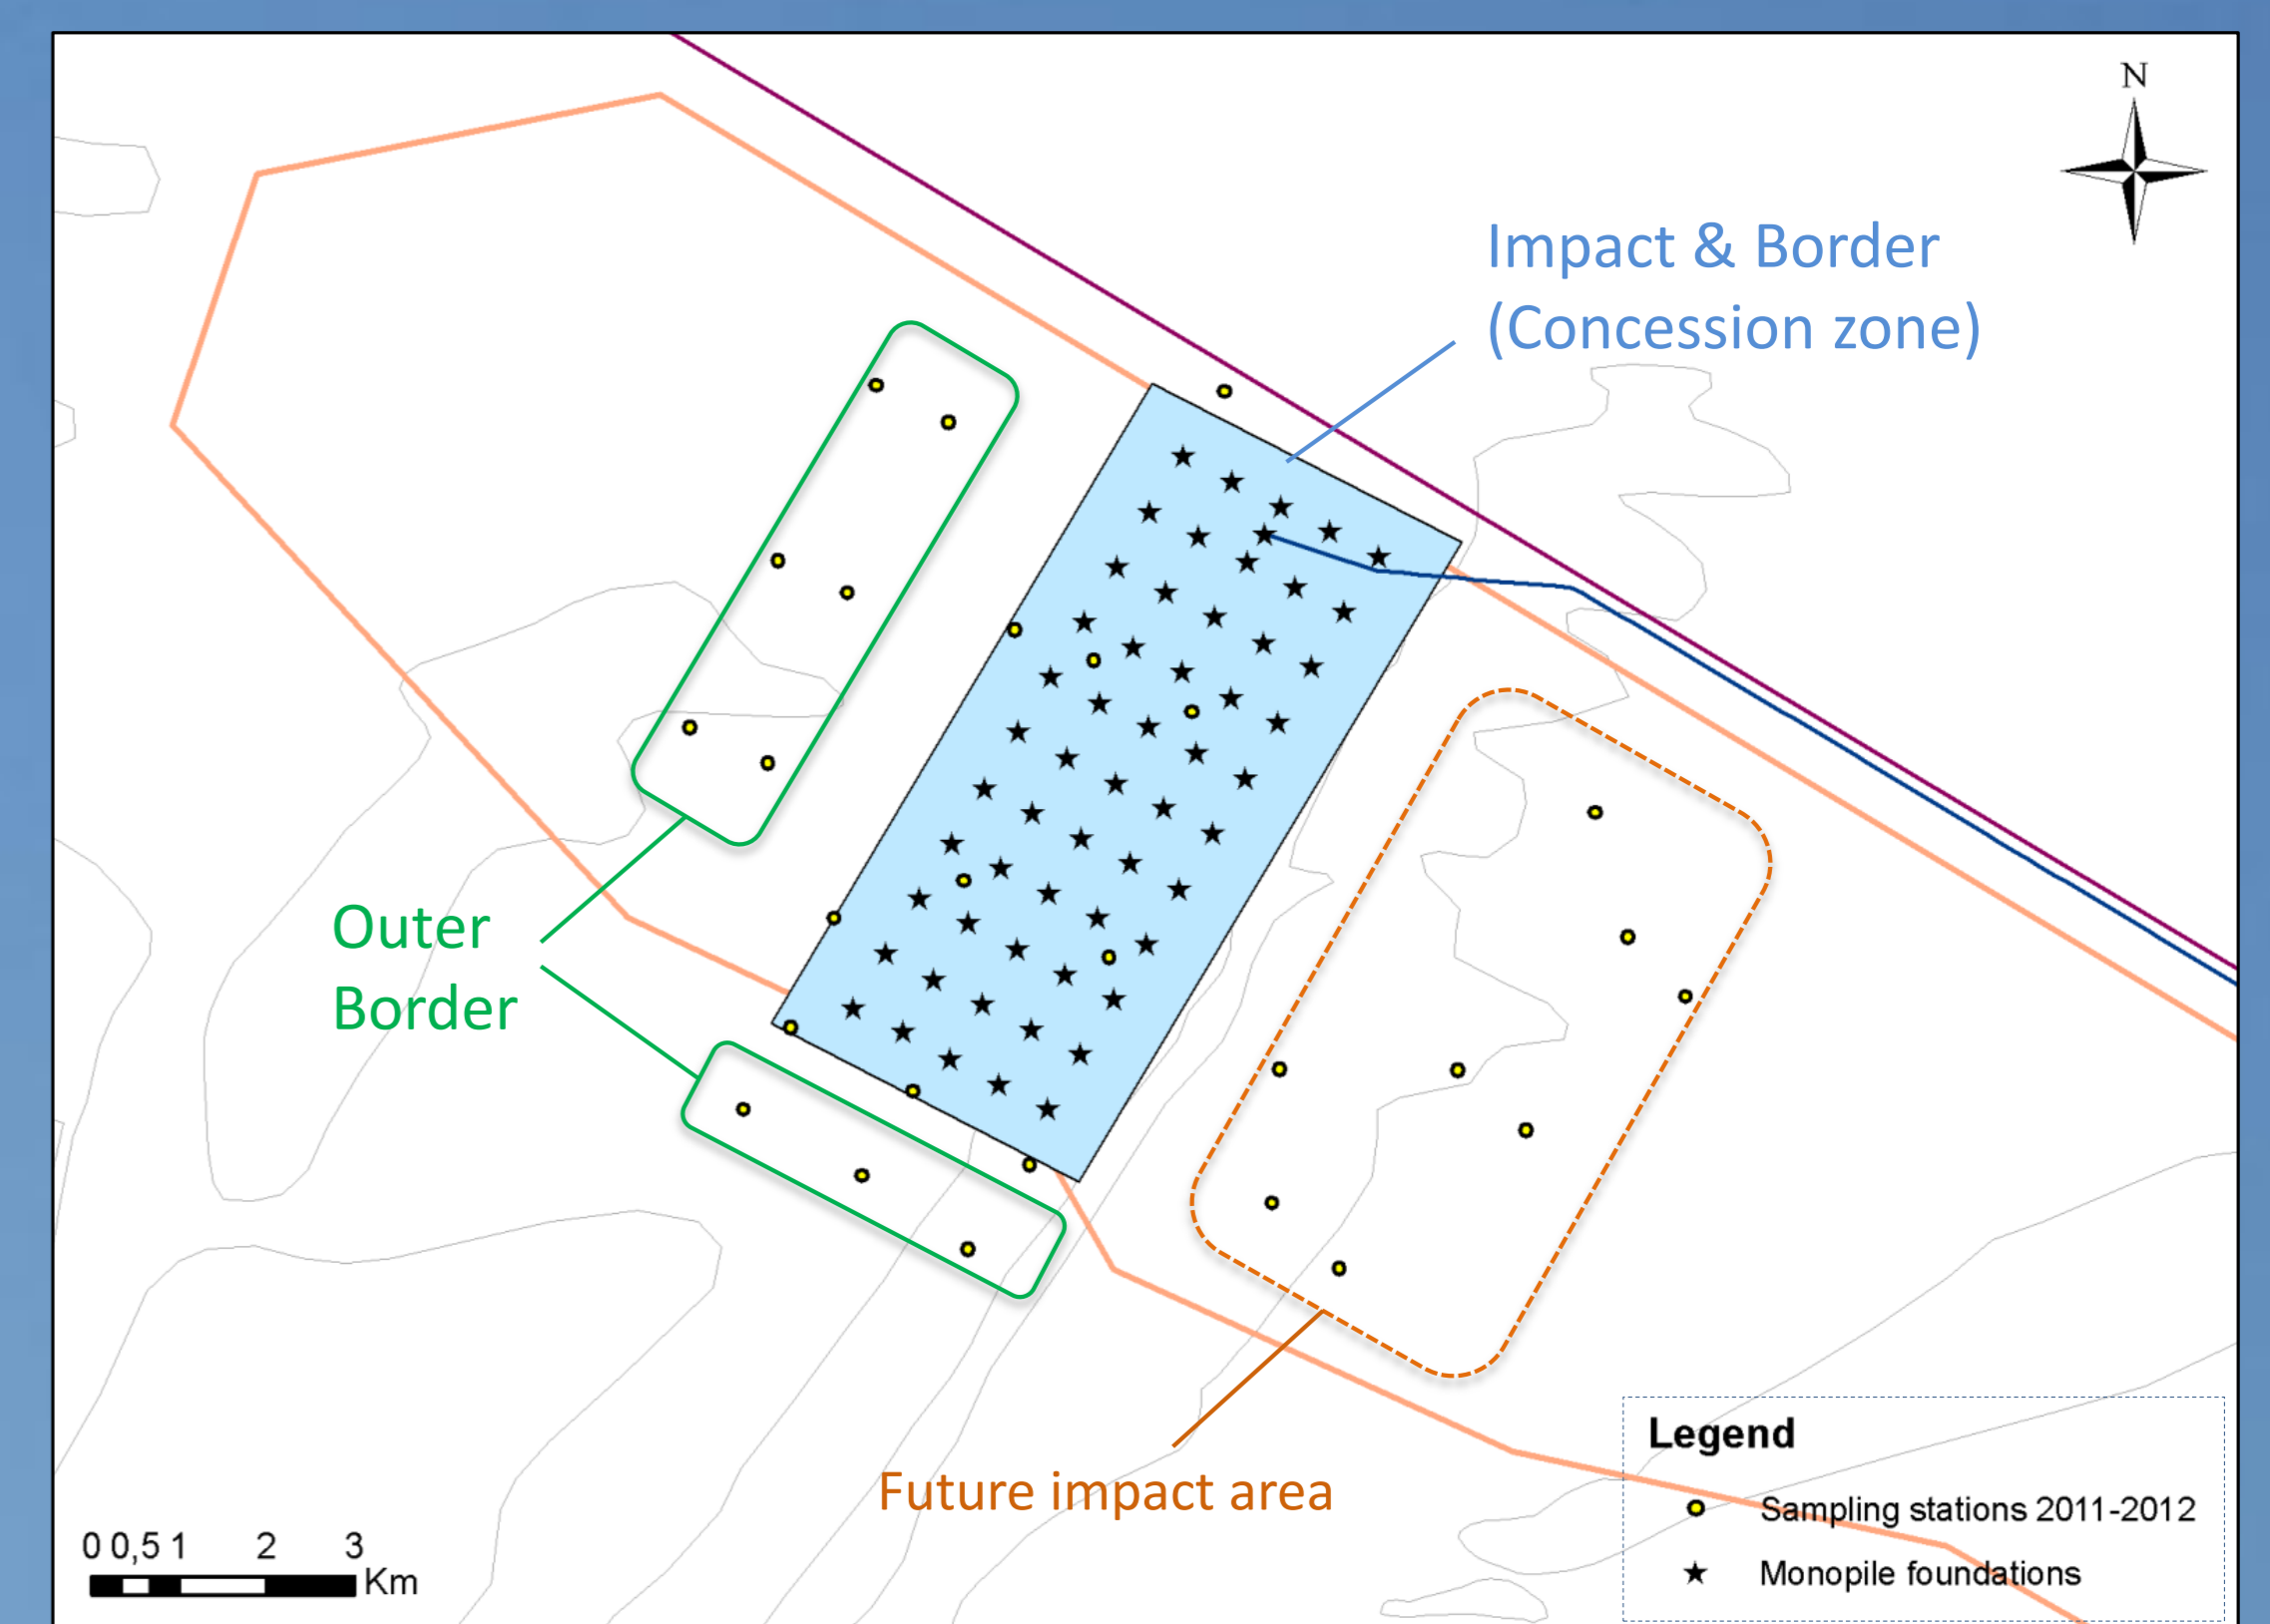 N
Impact & Border
(Concession zone)
Outer
Border
Future impact area
Legend
Sampling stations 2011-2012
Monopile foundations
0 0,5 1 2 3
Km